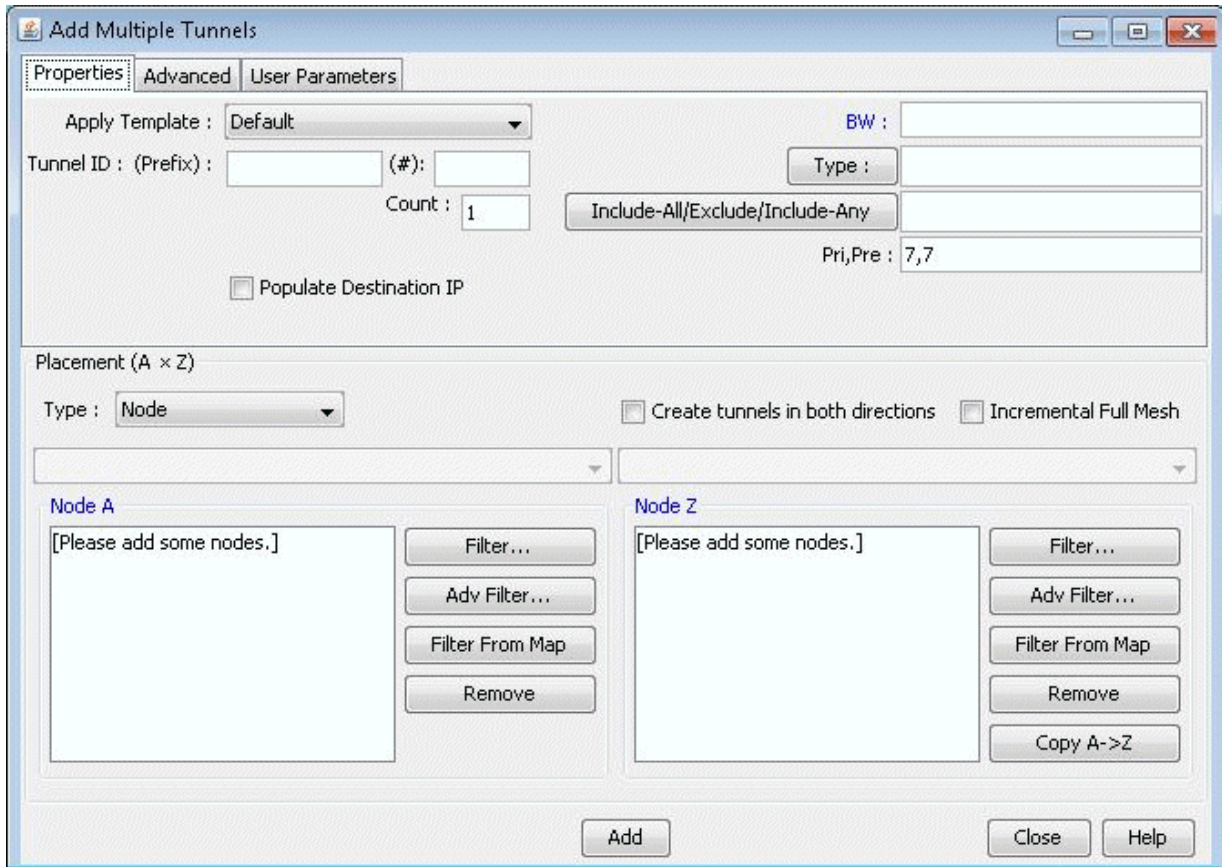 Add Multiple Tunnels
Properties Advanced User Parameters
Apply Template : Default
BW :
Tunnel ID : (Prefix) : (#):
Type :
Count : 1
Include-All/Exclude/Include-Any
Pri,Pre : 7,7
Populate Destination IP
Placement (A × Z)
Type : Node
Create tunnels in both directions Incremental Full Mesh
Node A
[Please add some nodes.]
Filter...
Adv Filter...
Filter From Map
Remove
Node Z
[Please add some nodes.]
Filter...
Adv Filter...
Filter From Map
Remove
Copy A->Z
Add Close Help